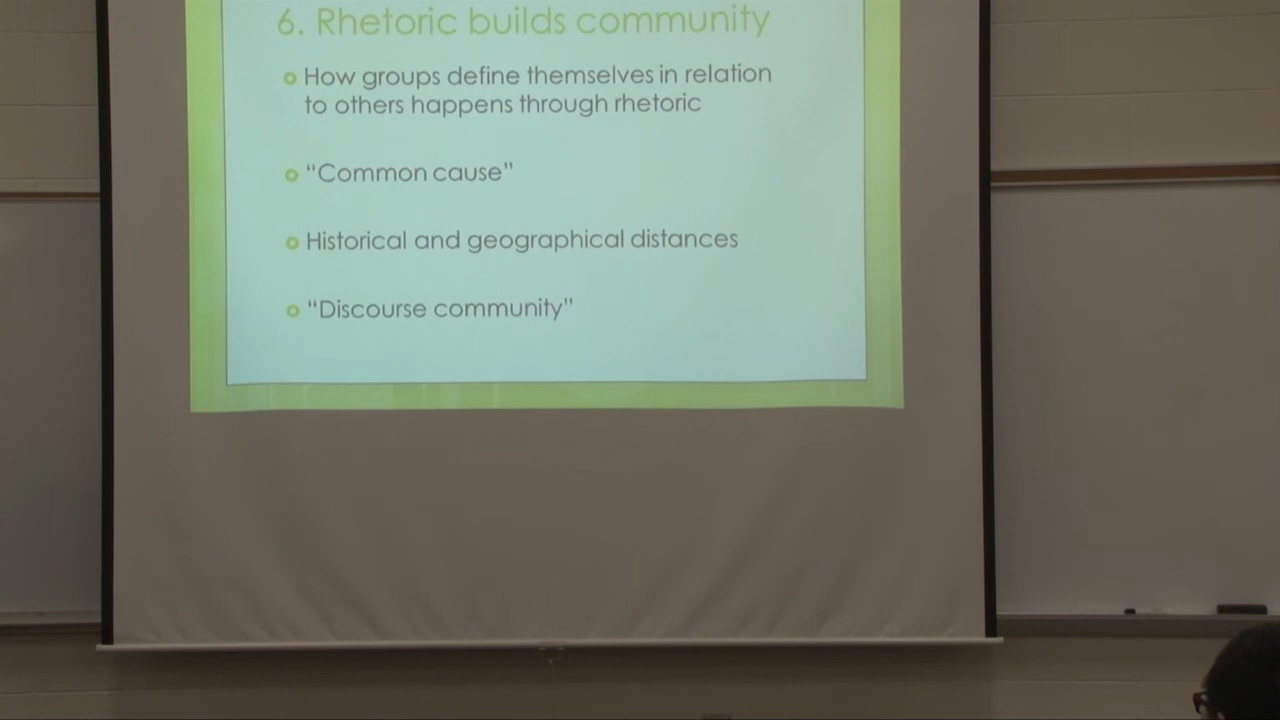 6. Rhetoric builds community
How groups define themselves in relation
to others happens through rhetoric
“Common cause”
Historical and geographical distances
“Discourse community”